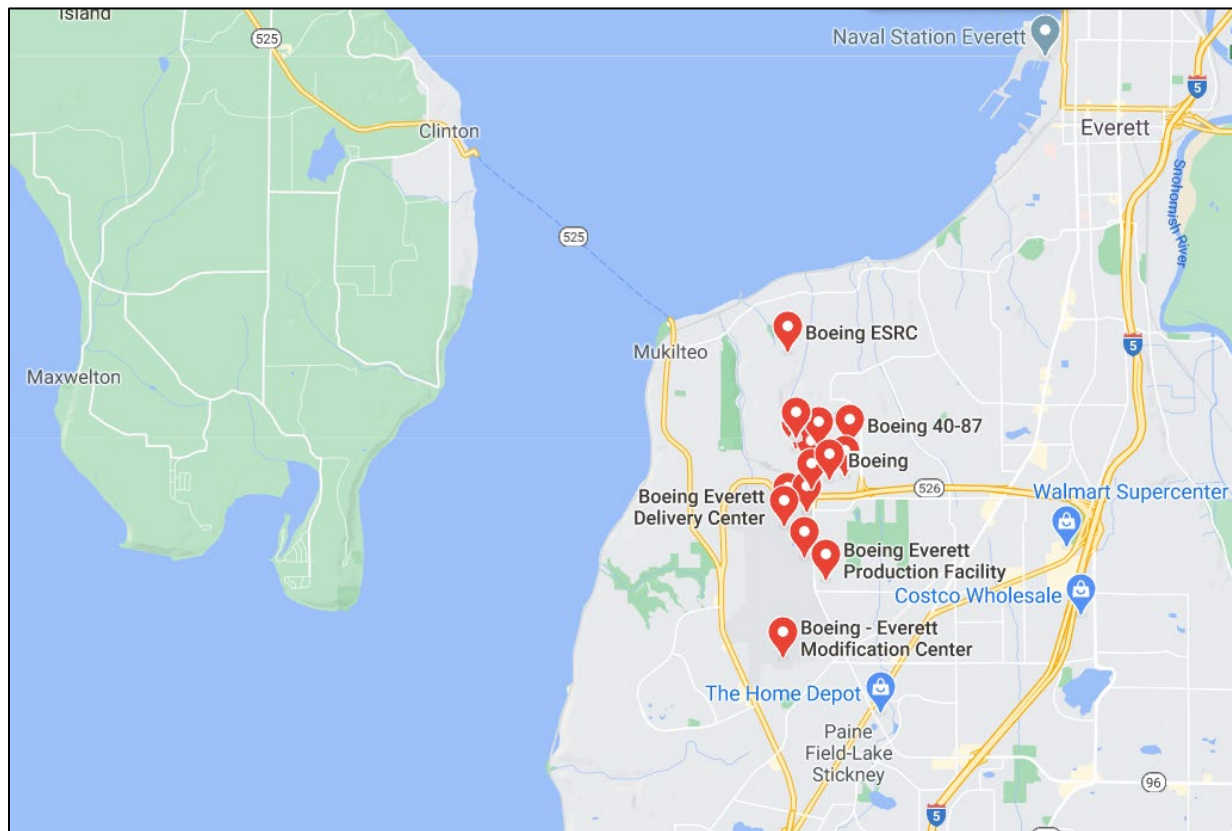 Island
525
Naval Station Everett
5
Clinton
Everett
Snohomish River
525
Boeing ESRC
Mukilteo
5
Maxwelton
Boeing 40-87
Boeing
526
Walmart Supercenter
Boeing Everett
Delivery Center
Boeing Everett
Production Facility
Costco Wholesale
Boeing - Everett
Modification Center
The Home Depot
Paine
Field-Lake
Stickney
96
5